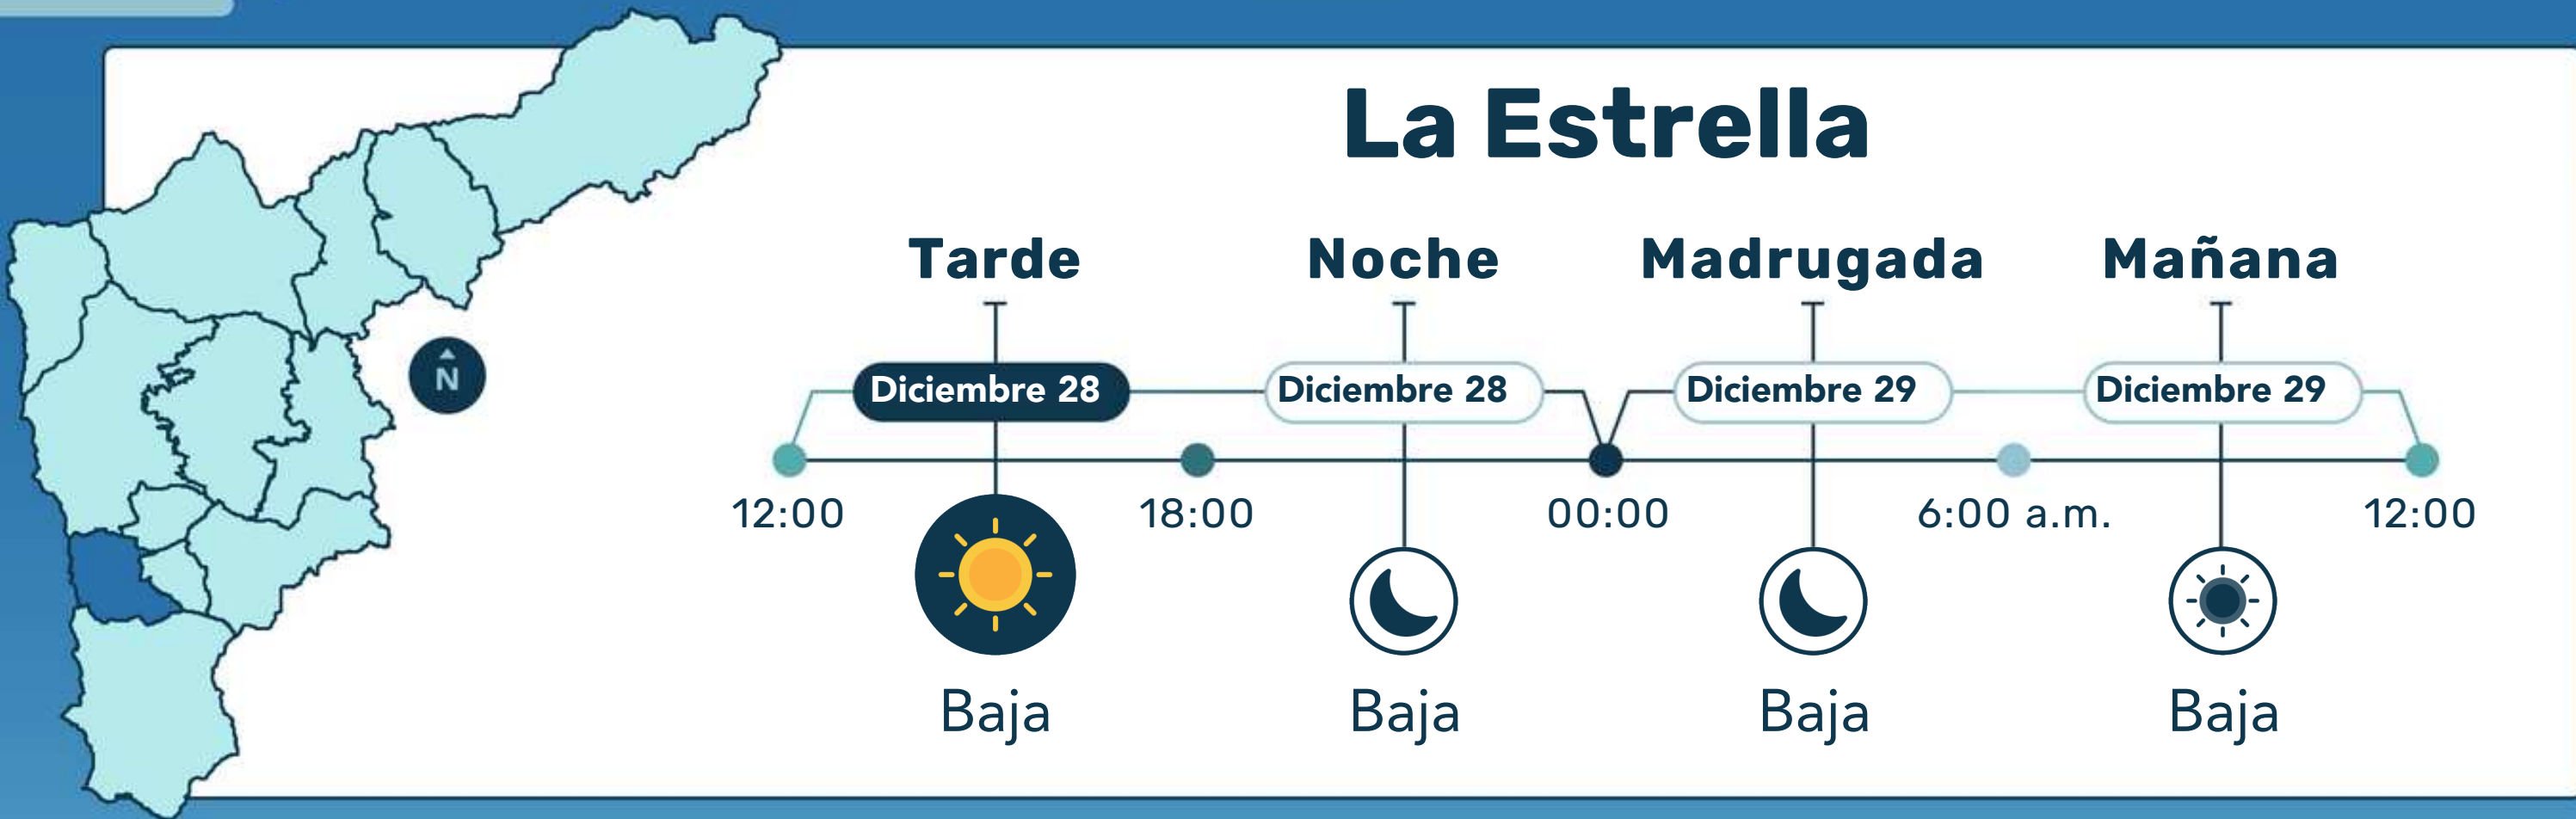 La Estrella
Tarde Noche Madrugada Mañana
N
Diciembre 28 Diciembre 28 Diciembre 29 Diciembre 29
12:00 18:00 00:00 6:00 a.m. 12:00
Baja Baja Baja Baja